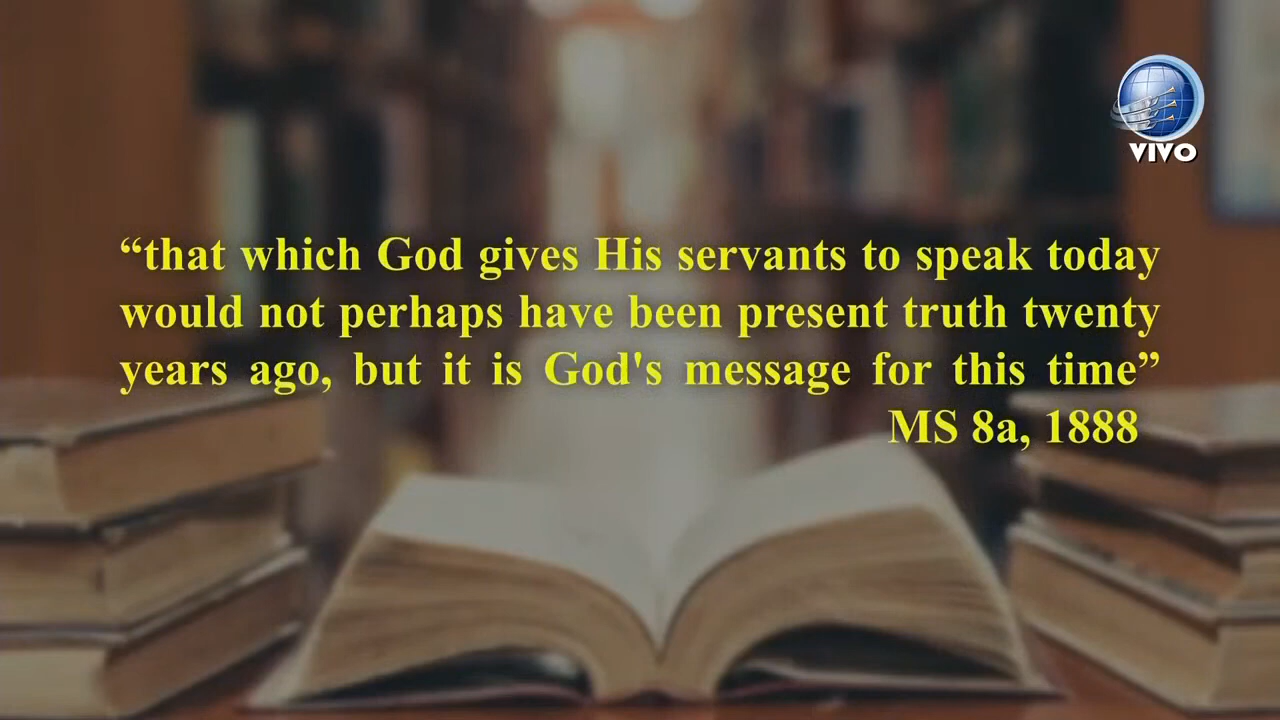 VIVO
“that which God gives His servants to speak today
would not perhaps have been present truth twenty
years ago, but it is God's message for this time”
MS 8a, 1888